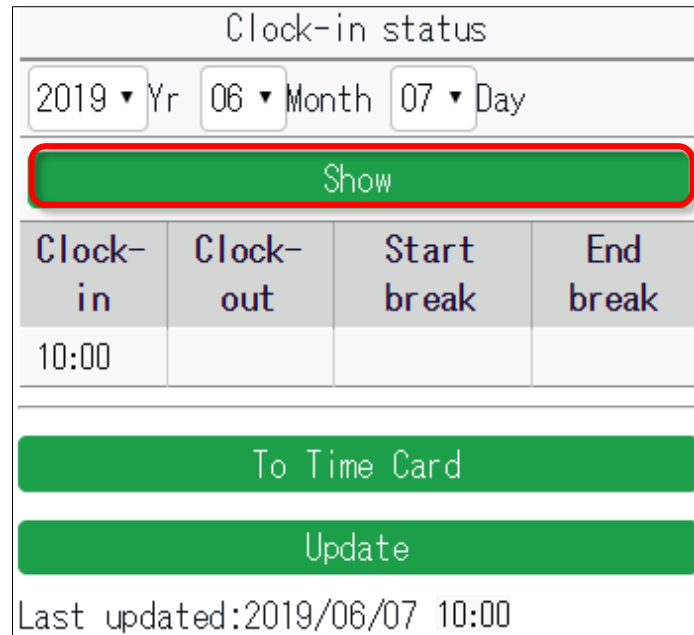 Clock-in status
2019 Yr 06 Month 07 Day
Show
Clock-in Clock-out Start break End break
10:00
To Time Card
Update
Last updated:2019/06/07 10:00